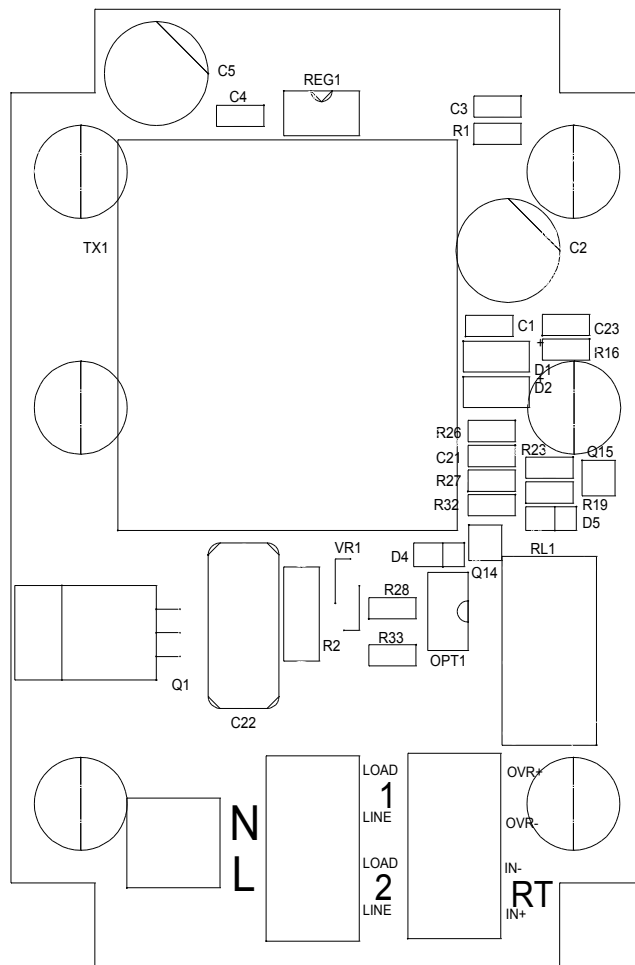 C5
REG1
C4
C3
R1
TX1
C2
C1
C23
+
R16
D1
+
D2
R26
R23
Q15
C21
R27
R32
R19
D5
VR1
D4
Q14
RL1
R28
R2
R33
OPT1
Q1
C22
LOAD
OVR+
1
N
LINE
OVR-
LOAD
IN-
L
2
RT
LINE
IN+